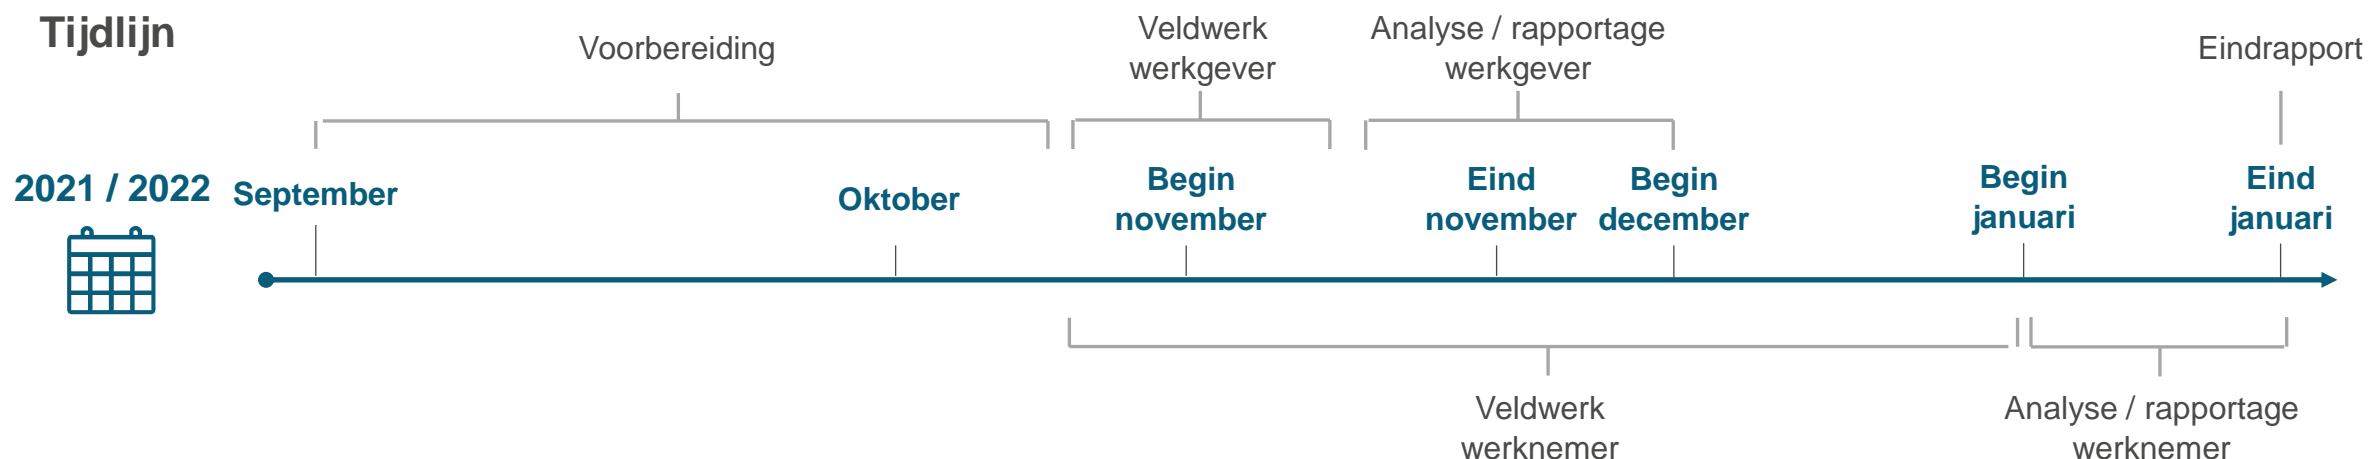 Tijdlijn
Voorbereiding
Veldwerk
werkgever
Analyse / rapportage
werkgever
Eindrapport
2021 / 2022
September
Oktober
Begin
november
Eind
november
Begin
december
Begin
januari
Eind
januari
Veldwerk
werknemer
Analyse / rapportage
werknemer